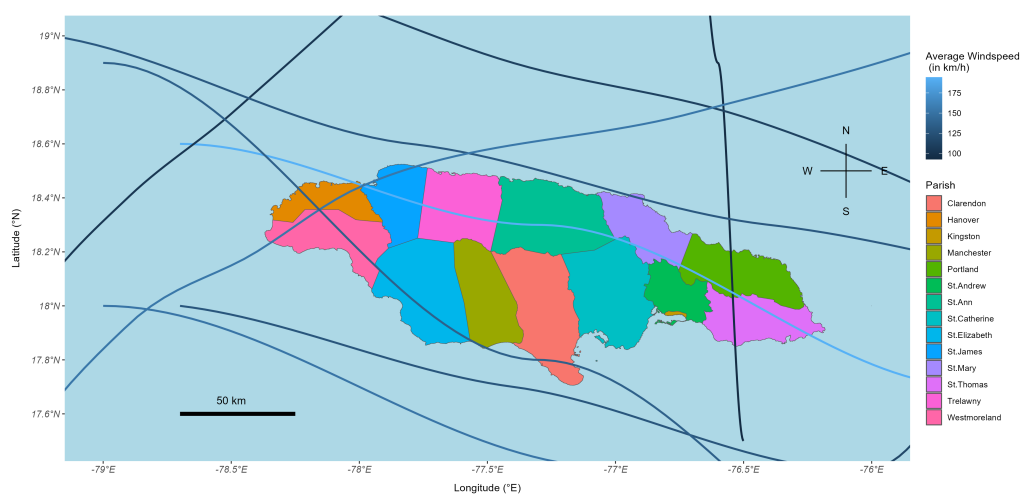 19°N
18.8°N
18.6°N
18.4°N
18.2°N
18°N
17.8°N
17.6°N
Latitude (°N)
-79°E
-78.5°E
-78°E
-77.5°E
-77°E
-76.5°E
-76°E
Longitude (°E)
50 km
N
W E
S
Average Windspeed
(in km/h)
175
150
125
100
Parish
Clarendon
Hanover
Kingston
Manchester
Portland
St.Andrew
St.Ann
St.Catherine
St.Elizabeth
St.James
St.Mary
St.Thomas
Trelawny
Westmoreland